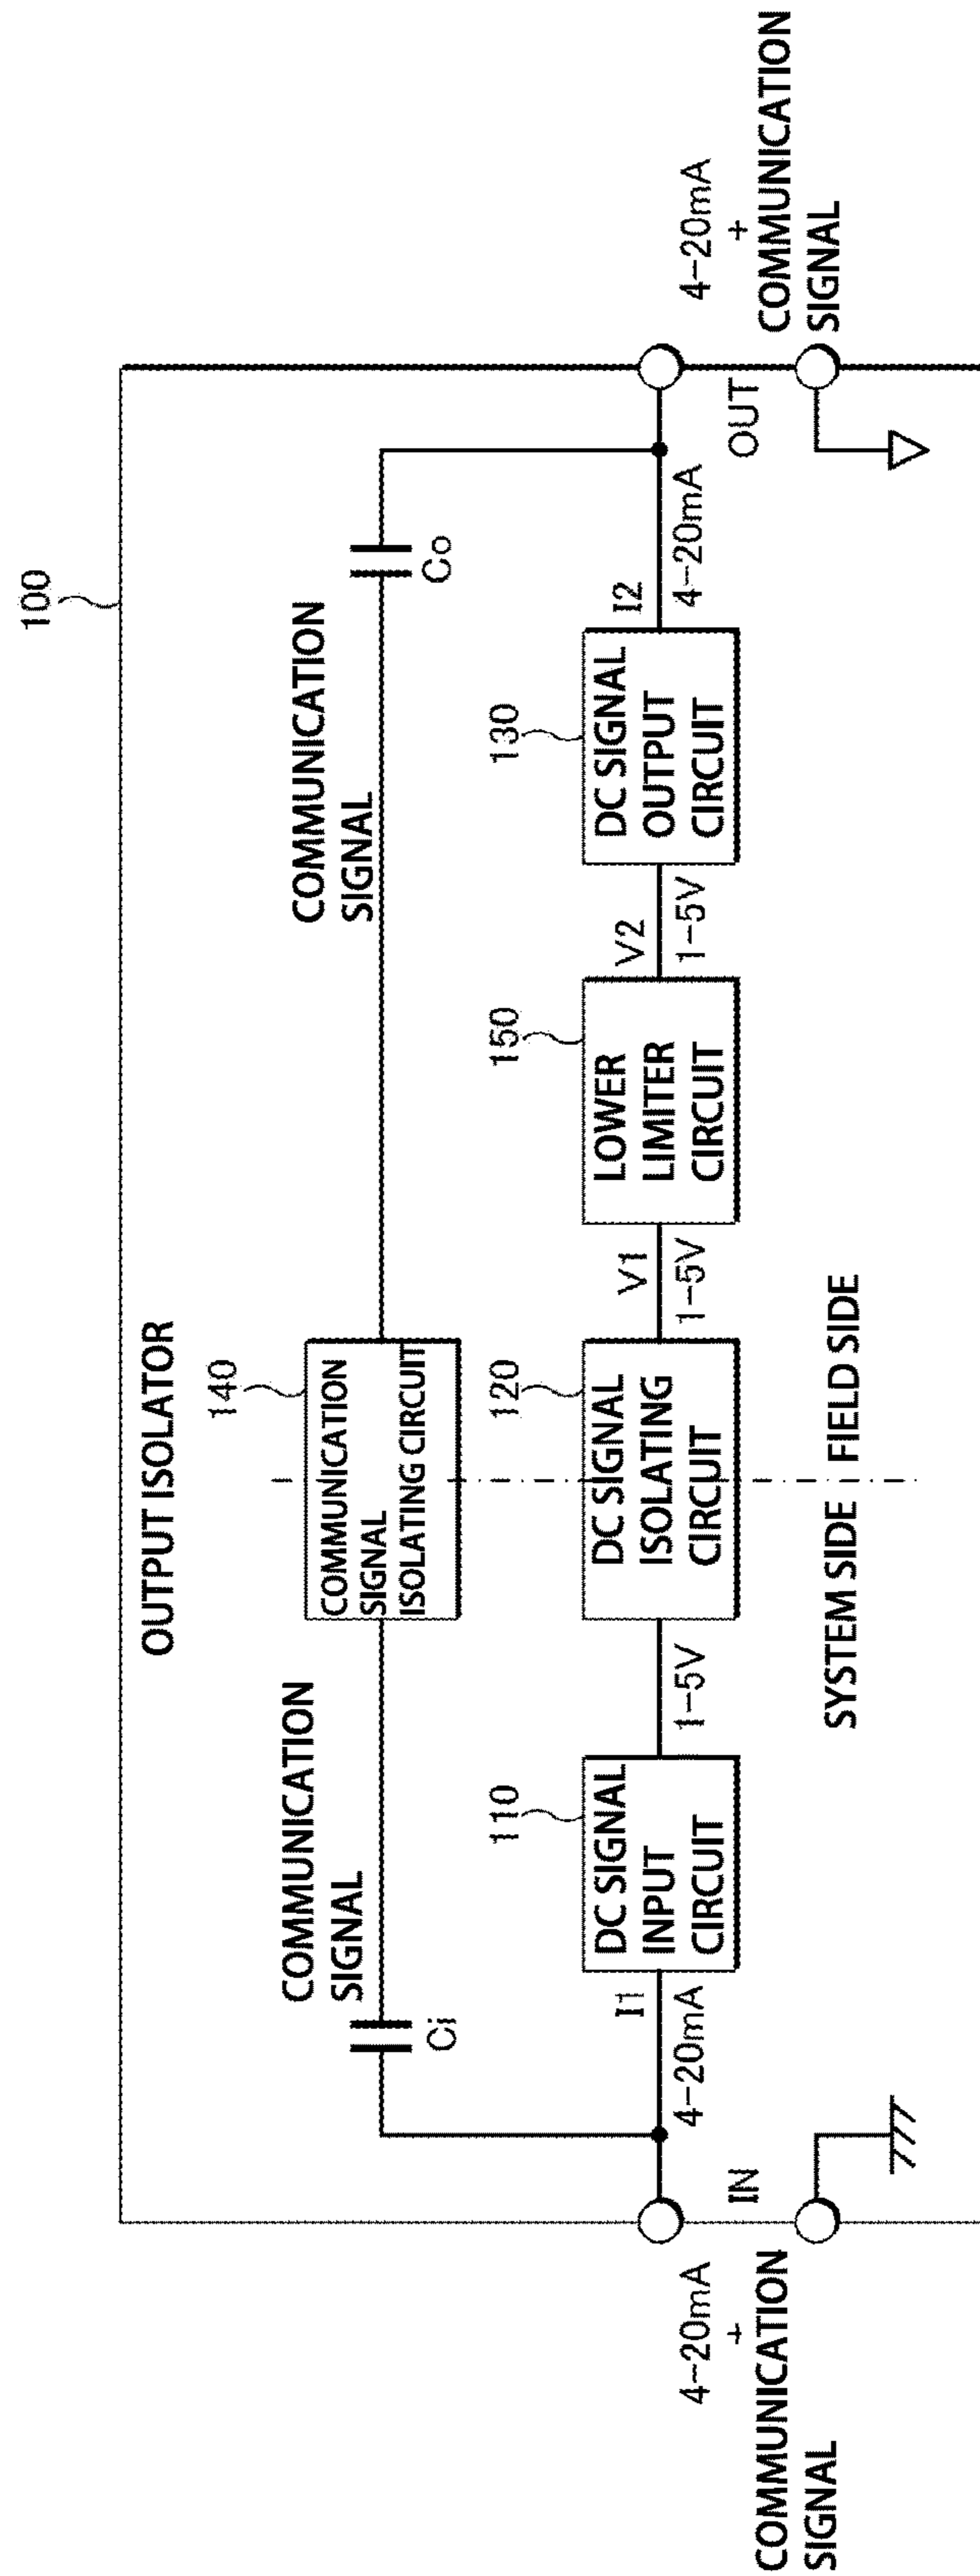 100
OUTPUT ISOLATOR
COMMUNICATION
SIGNAL
140
COMMUNICATION
SIGNAL
ISOLATING CIRCUIT
COMMUNICATION
SIGNAL
Ci
Co
110
120
150
130
4-20mA
+
COMMUNICATION
SIGNAL
IN
I1
4-20mA
DC SIGNAL
INPUT
CIRCUIT
1-5V
DC SIGNAL
ISOLATING
CIRCUIT
V1
1-5V
LOWER
LIMITER
CIRCUIT
V2
1-5V
DC SIGNAL
OUTPUT
CIRCUIT
I2
4-20mA
OUT
4-20mA
+
COMMUNICATION
SIGNAL
SYSTEM SIDE
FIELD SIDE